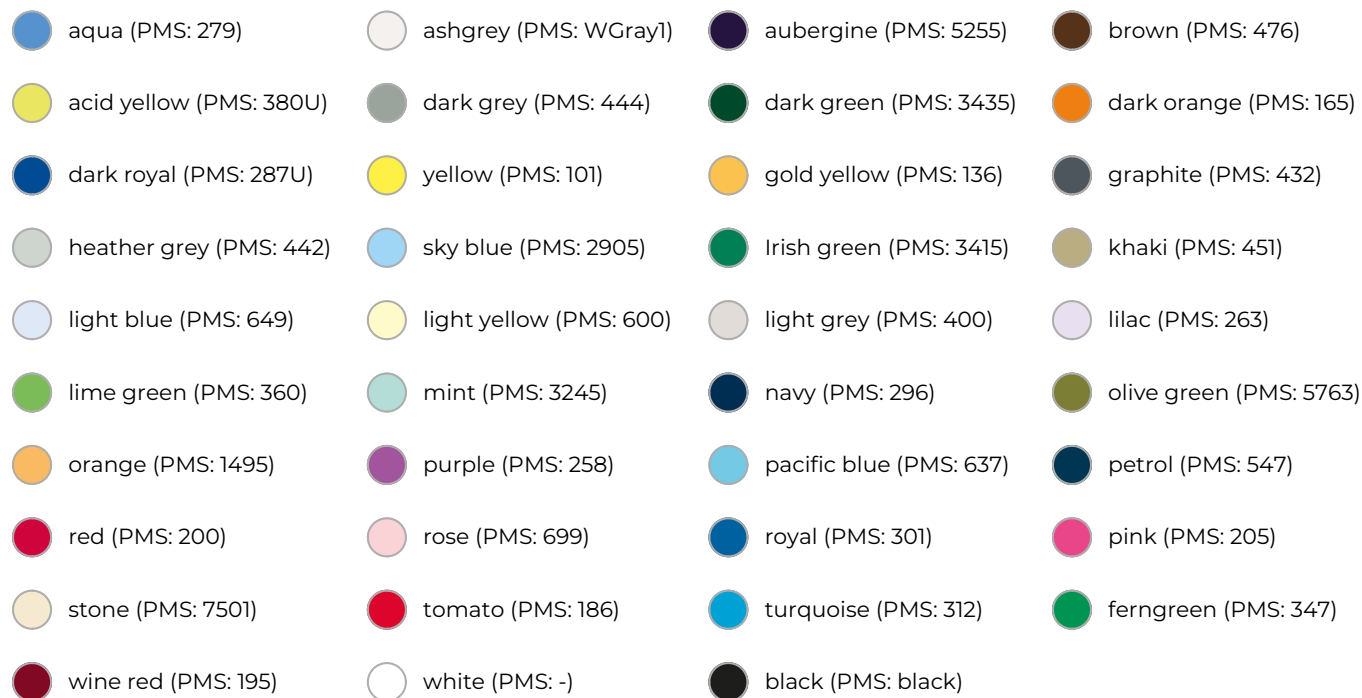 aqua (PMS: 279)
ashgrey (PMS: WGray1)
aubergine (PMS: 5255)
brown (PMS: 476)
acid yellow (PMS: 380U)
dark grey (PMS: 444)
dark green (PMS: 3435)
dark orange (PMS: 165)
dark royal (PMS: 287U)
yellow (PMS: 101)
gold yellow (PMS: 136)
graphite (PMS: 432)
heather grey (PMS: 442)
sky blue (PMS: 2905)
Irish green (PMS: 3415)
khaki (PMS: 451)
light blue (PMS: 649)
light yellow (PMS: 600)
light grey (PMS: 400)
lilac (PMS: 263)
lime green (PMS: 360)
mint (PMS: 3245)
navy (PMS: 296)
olive green (PMS: 5763)
orange (PMS: 1495)
purple (PMS: 258)
pacific blue (PMS: 637)
petrol (PMS: 547)
red (PMS: 200)
rose (PMS: 699)
royal (PMS: 301)
pink (PMS: 205)
stone (PMS: 7501)
tomato (PMS: 186)
turquoise (PMS: 312)
ferngreen (PMS: 347)
wine red (PMS: 195)
white (PMS: -)
black (PMS: black)